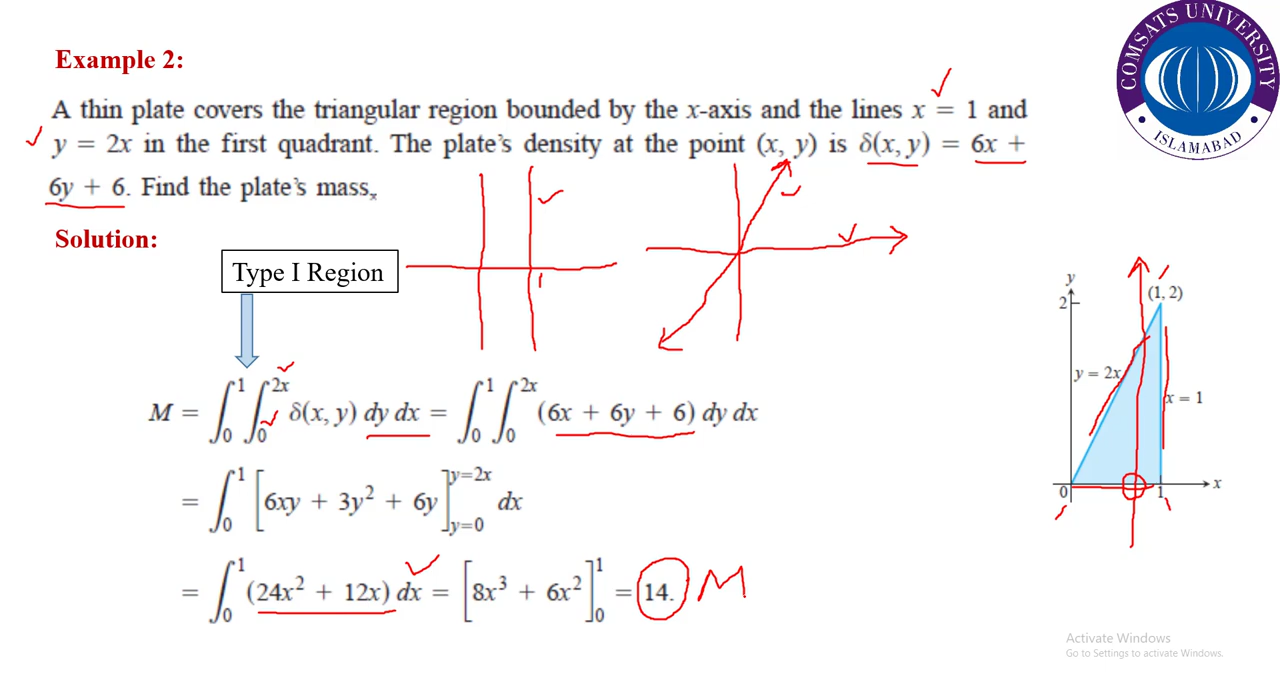 COMSATS UNIVERSITY
ISLAMABAD
Example 2:
A thin plate covers the triangular region bounded by the x-axis and the lines x = 1 and
y = 2x in the first quadrant. The plate's density at the point (x, y) is δ(x, y) = 6x +
6y + 6. Find the plate's mass
Solution:
Type I Region
1
M = ∫₀¹ ∫₀²ˣ δ(x, y) dy dx = ∫₀¹ ∫₀²ˣ (6x + 6y + 6) dy dx
= ∫₀¹ [6xy + 3y² + 6y]y=0 y=2x dx
= ∫₀¹ (24x² + 12x) dx = [8x³ + 6x²]₀¹ = 14. M
y
2
(1, 2)
y = 2x
x = 1
0
1
x
Activate Windows
Go to Settings to activate Windows.